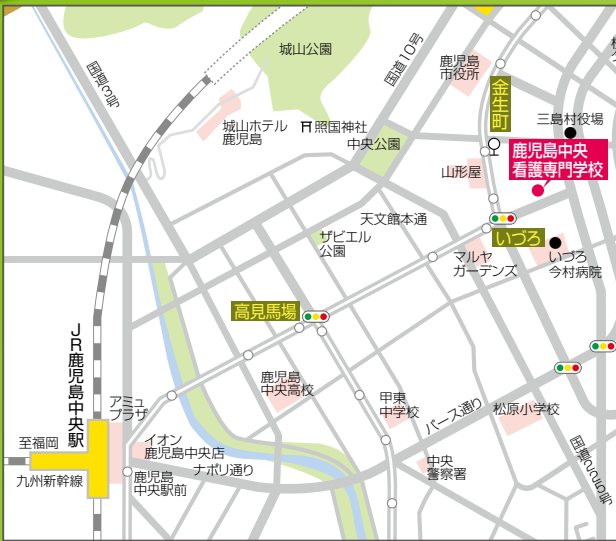 城山公園
国道10号
国道3号
鹿児島
市役所
金生町
三島村役場
城山ホテル
鹿児島
照国神社
中央公園
鹿児島中央
看護専門学校
山形屋
天文館本通
いづろ
ザビエル
公園
マルヤ
ガーデンズ
いづろ
今村病院
高見馬場
JR鹿児島中央駅
鹿児島
中央高校
アミュ
プラザ
甲東
中学校
パース通り
松原小学校
至福岡
イオン
鹿児島中央店
ナポリ通り
九州新幹線
鹿児島
中央駅前
中央
警察署
国道225号